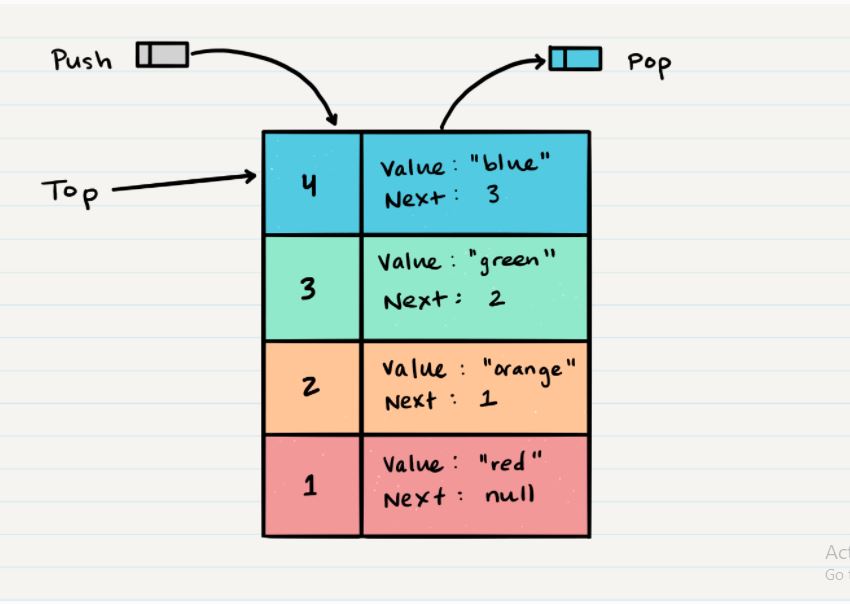 Push
Pop
Top
4
Value : "blue"
Next : 3
3
Value : "green"
Next : 2
2
Value : "orange"
Next : 1
1
Value : "red"
Next : null
Go